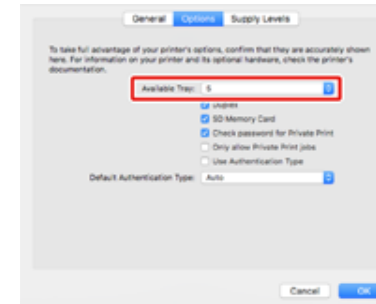 General Options Supply Levels
To take full advantage of your printer's options, confirm that they are accurately shown
here. For information on your printer and its optional hardware, check the printer's
documentation.
Available Tray: 5
Duplex
SD Memory Card
Check password for Private Print
Only allow Private Print jobs
Use Authentication Type
Default Authentication Type: Auto
Cancel OK